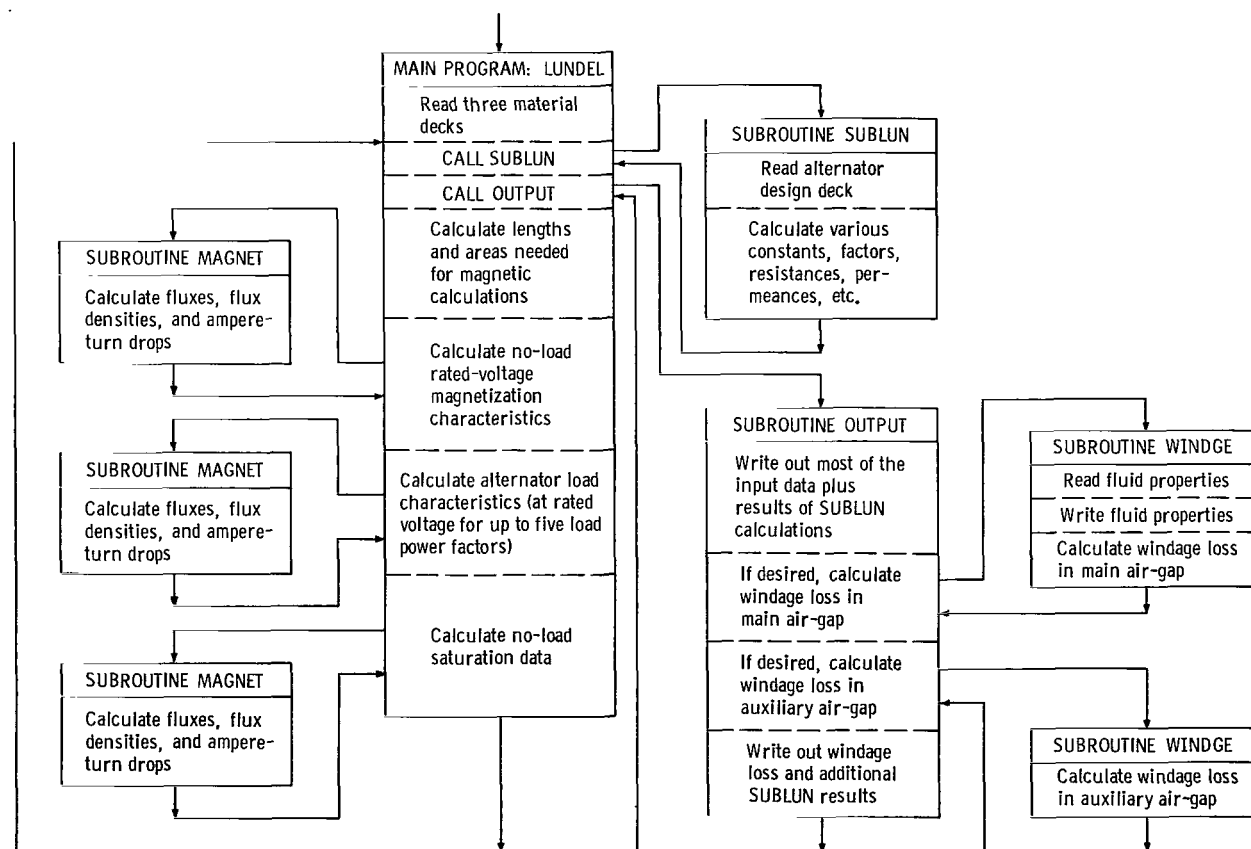 MAIN PROGRAM: LUNDEL
Read three material
decks
CALL SUBLUN
CALL OUTPUT
Calculate lengths
and areas needed
for magnetic
calculations
Calculate no-load
rated-voltage
magnetization
characteristics
Calculate alternator load
characteristics (at rated
voltage for up to five load
power factors)
Calculate no-load
saturation data
SUBROUTINE MAGNET
Calculate fluxes, flux
densities, and ampere-
turn drops
SUBROUTINE MAGNET
Calculate fluxes, flux
densities, and ampere-
turn drops
SUBROUTINE MAGNET
Calculate fluxes, flux
densities, and ampere-
turn drops
SUBROUTINE SUBLUN
Read alternator
design deck
Calculate various
constants, factors,
resistances, per-
meances, etc.
SUBROUTINE OUTPUT
Write out most of the
input data plus
results of SUBLUN
calculations
If desired, calculate
windage loss in
main air-gap
If desired, calculate
windage loss in
auxiliary air-gap
Write out windage
loss and additional
SUBLUN results
SUBROUTINE WINDGE
Read fluid properties
Write fluid properties
Calculate windage loss
in main air-gap
SUBROUTINE WINDGE
Calculate windage loss
in auxiliary air-gap